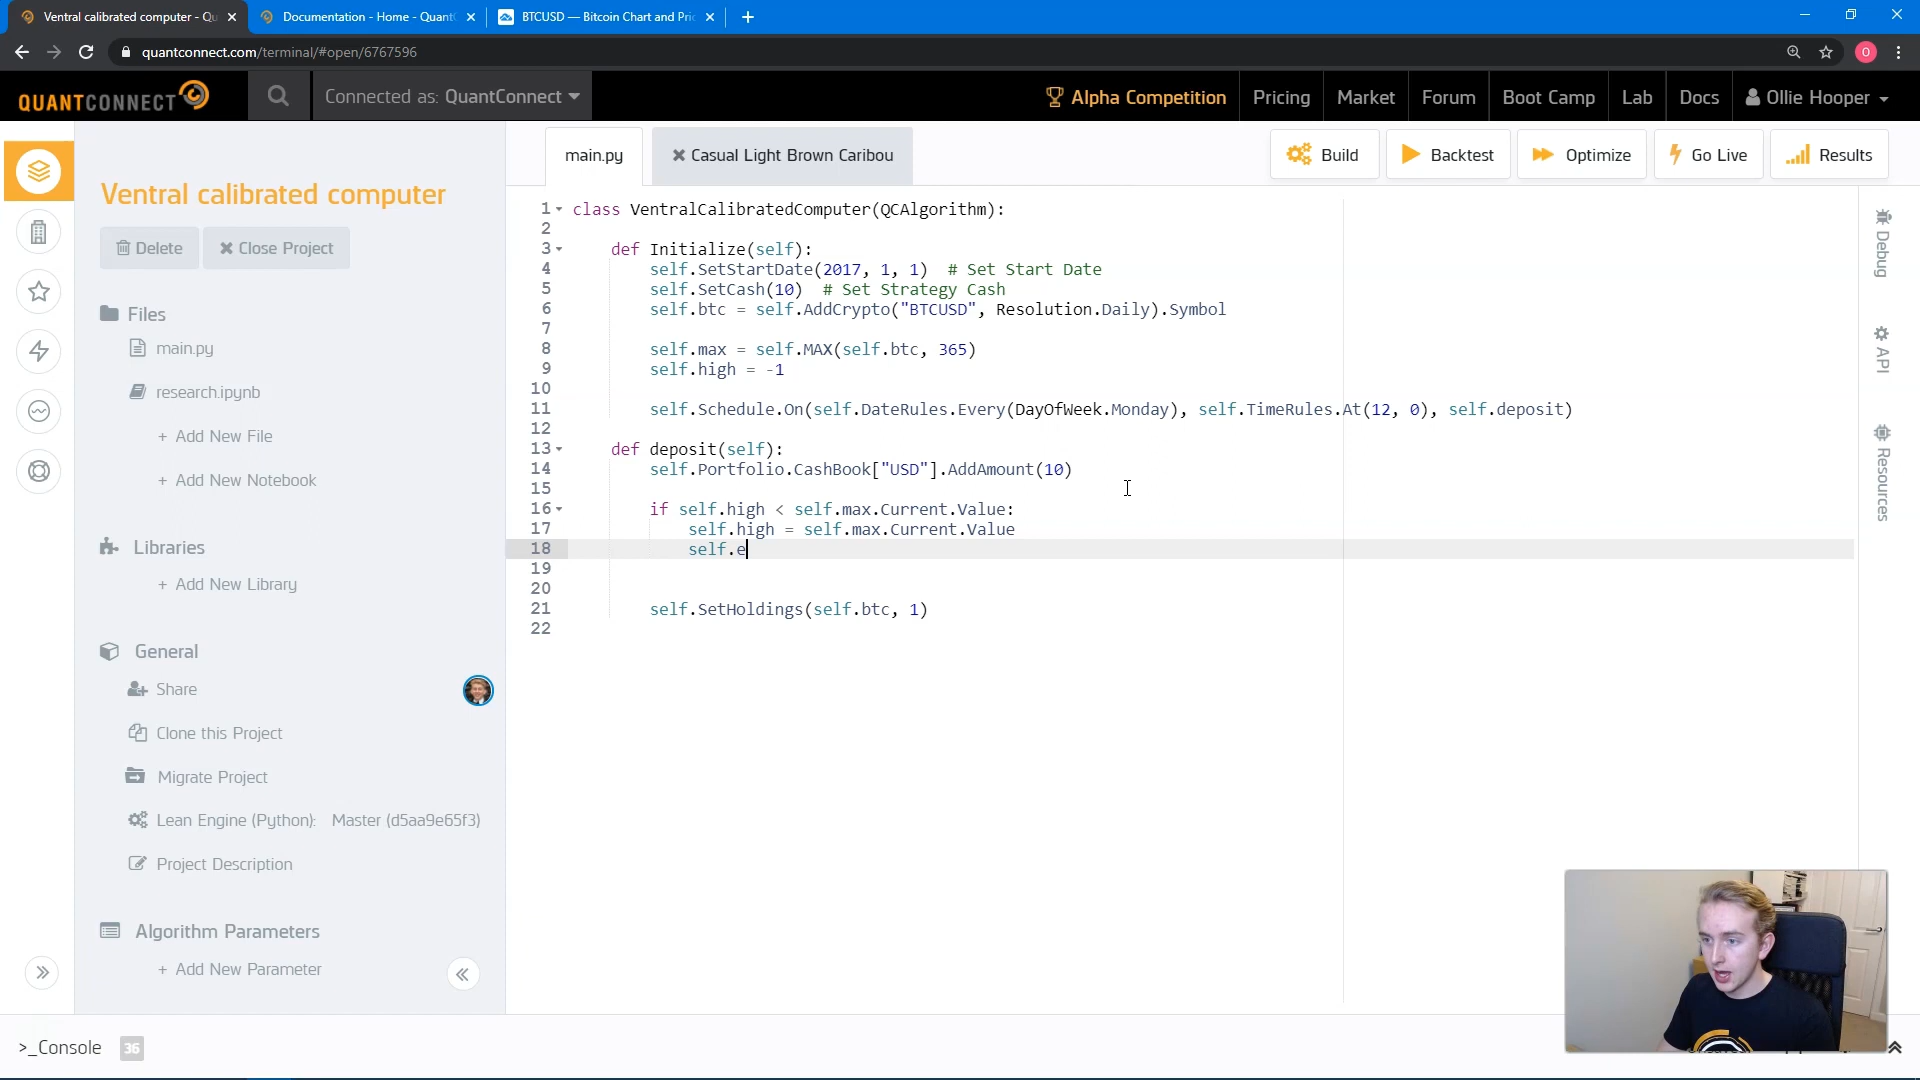 Ventral calibrated computer - Qu
Documentation - Home - QuantC
BTCUSD — Bitcoin Chart and Pric
quantconnect.com/terminal/#open/6767596
O
QUANTCONNECT
Connected as: QuantConnect
Alpha Competition
Pricing
Market
Forum
Boot Camp
Lab
Docs
Ollie Hooper
main.py
Casual Light Brown Caribou
Build
Backtest
Optimize
Go Live
Results
Ventral calibrated computer
Delete
Close Project
Files
main.py
research.ipynb
+ Add New File
+ Add New Notebook
Libraries
+ Add New Library
General
Share
Clone this Project
Migrate Project
Lean Engine (Python): Master (d5aa9e65f3)
Project Description
Algorithm Parameters
+ Add New Parameter
1 class VentralCalibratedComputer(QCAlgorithm):
2
3 def Initialize(self):
4 self.SetStartDate(2017, 1, 1) # Set Start Date
5 self.SetCash(10) # Set Strategy Cash
6 self.btc = self.AddCrypto("BTCUSD", Resolution.Daily).Symbol
7
8 self.max = self.MAX(self.btc, 365)
9 self.high = -1
10
11 self.Schedule.On(self.DateRules.Every(DayOfWeek.Monday), self.TimeRules.At(12, 0), self.deposit)
12
13 def deposit(self):
14 self.Portfolio.CashBook["USD"].AddAmount(10)
15
16 if self.high < self.max.Current.Value:
17 self.high = self.max.Current.Value
18 self.e
19
20
21 self.SetHoldings(self.btc, 1)
22
Debug
API
Resources
>_Console 36